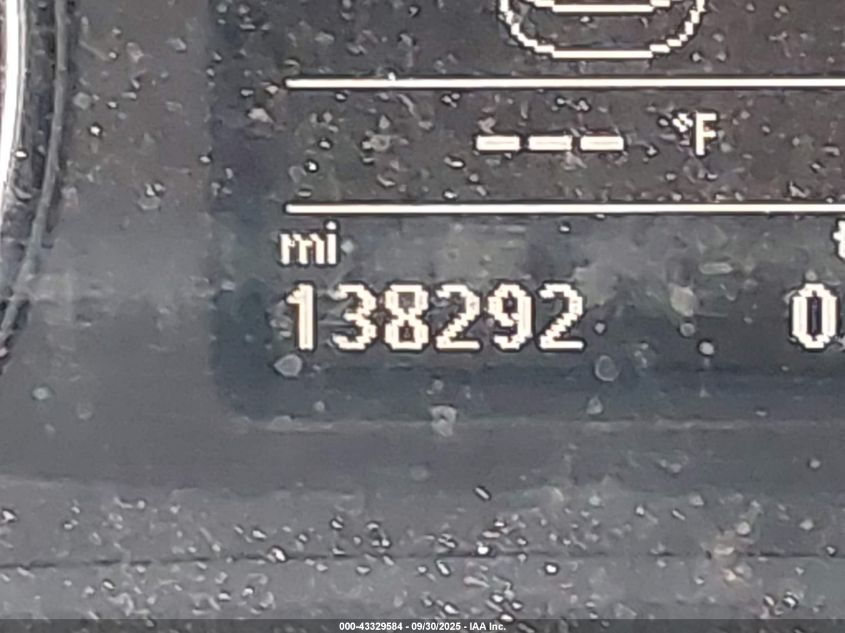 --- °F
mi
138292 0
000-43329584 - 09/30/2025 - IAA Inc.